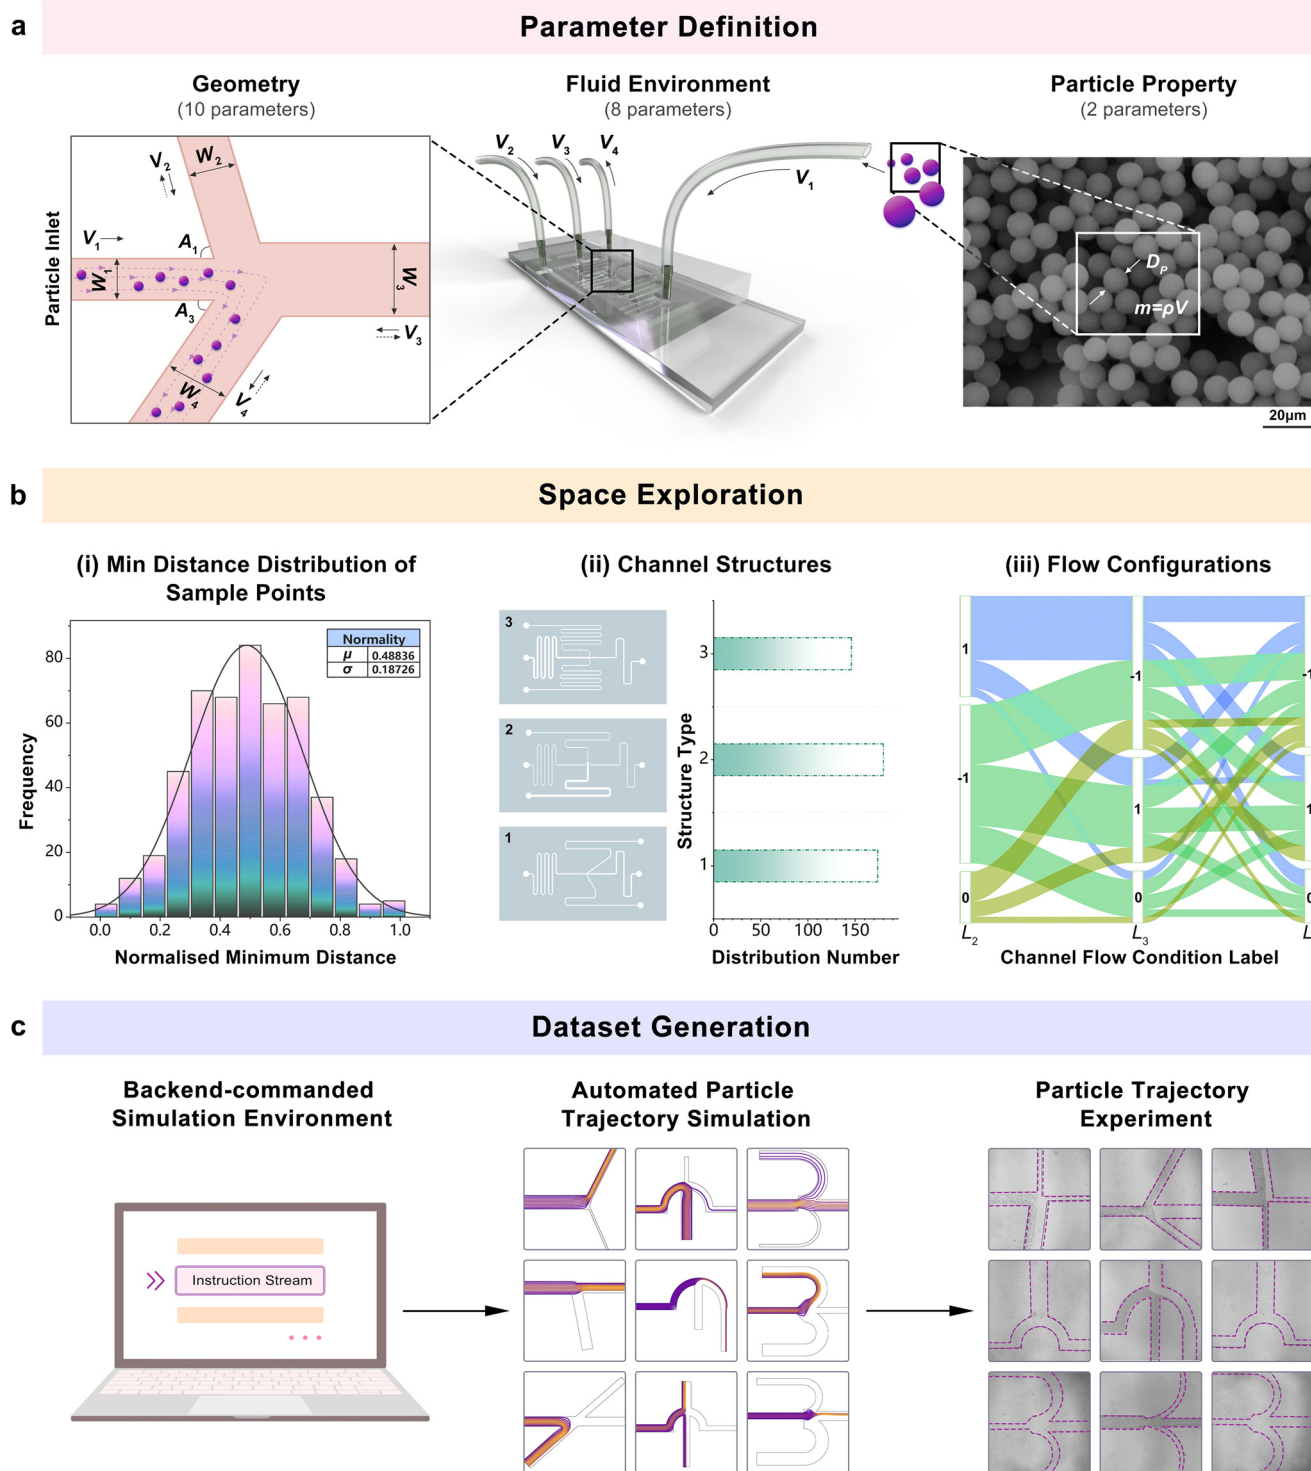 a
Parameter Definition
Geometry
(10 parameters)
Fluid Environment
(8 parameters)
Particle Property
(2 parameters)
Particle Inlet
V2
W2
V1
A1
W1
W3
A3
V3
W4
V4
V2
V3
V4
V1
DP
m=ρV
20μm
b
Space Exploration
(i) Min Distance Distribution of
Sample Points
Normality
μ 0.48836
σ 0.18726
Frequency
80
60
40
20
0
0.0 0.2 0.4 0.6 0.8 1.0
Normalised Minimum Distance
(ii) Channel Structures
3
2
1
Structure Type
3
2
1
0 50 100 150
Distribution Number
(iii) Flow Configurations
1
-1
0
-1
1
0
-1
1
0
L2 L3 L
Channel Flow Condition Label
c
Dataset Generation
Backend-commanded
Simulation Environment
Instruction Stream
Automated Particle
Trajectory Simulation
Particle Trajectory
Experiment